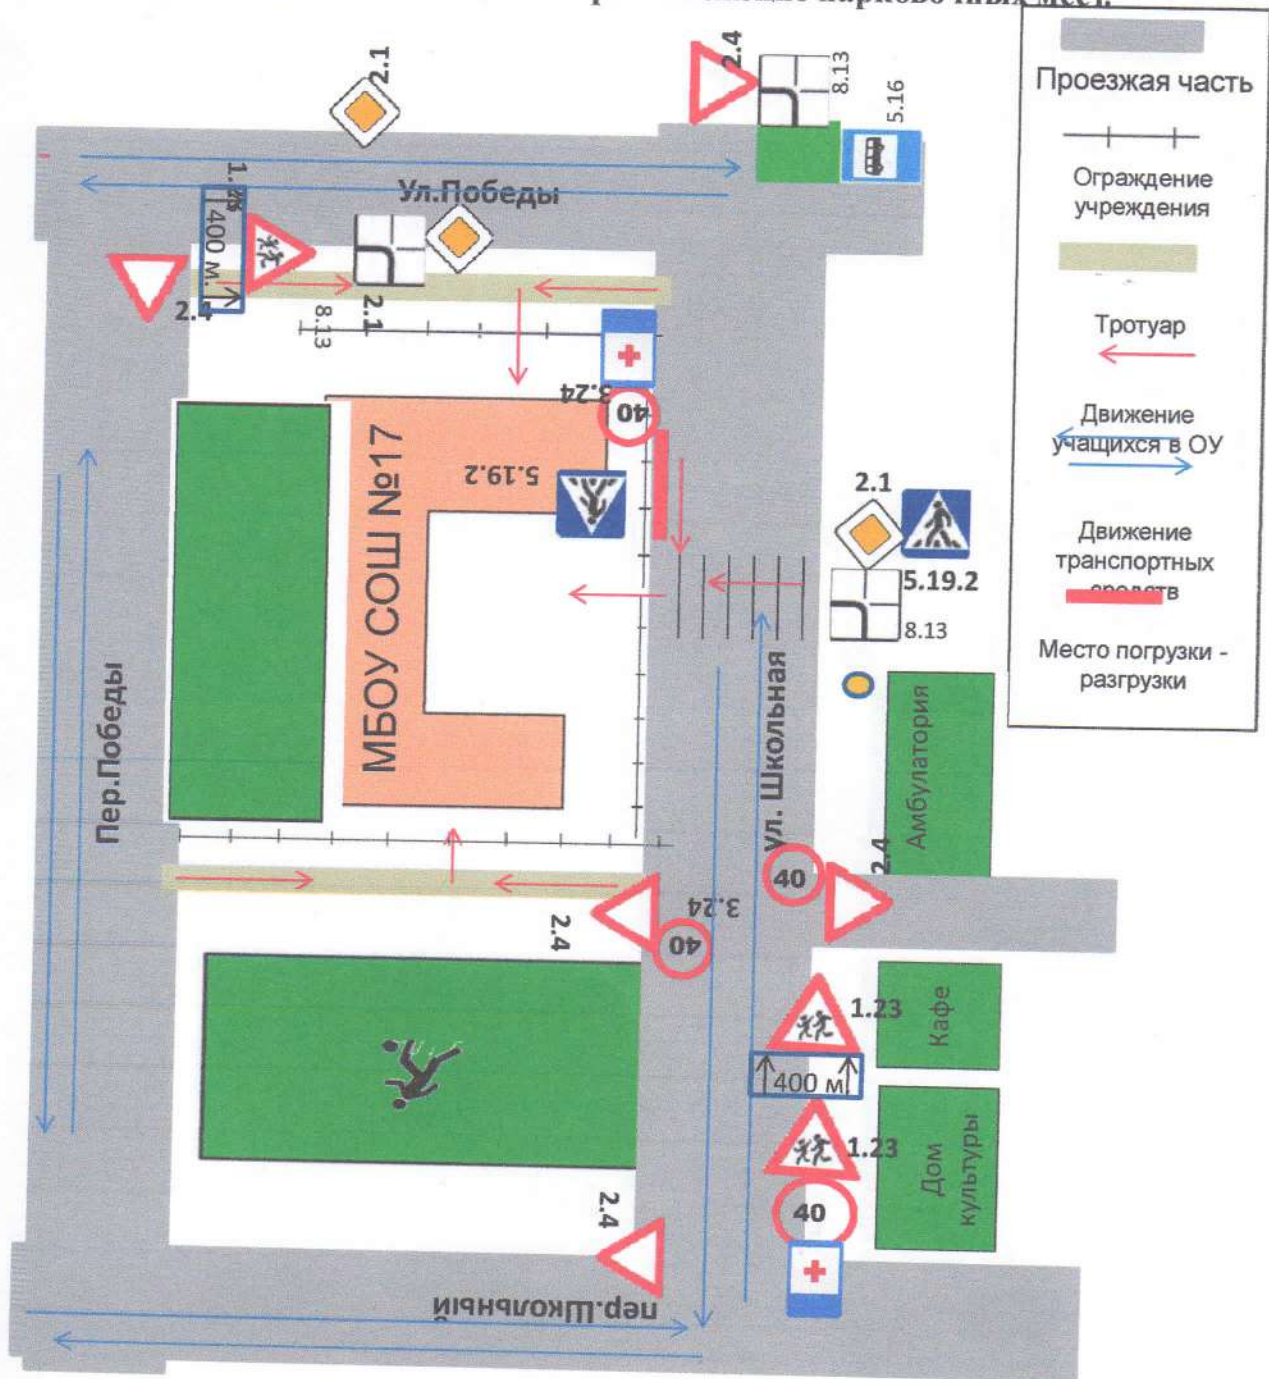 парковочных мест.
2.1
2.4
8.13
5.16
Проезжая часть
Ограждение
учреждения
Тротуар
Движение
учащихся в ОУ
Движение
транспортных
средств
Место погрузки -
разгрузки
Ул.Победы
400 м.
2.4
8.13
2.1
3.24
40
МБОУ СОШ №17
5.19.2
2.1
5.19.2
8.13
Пер.Победы
ул. Школьная
Амбулатория
40
2.4
2.4
3.24
40
1.23
Кафе
400 м
1.23
Дом
культуры
40
2.4
пер.Школьный